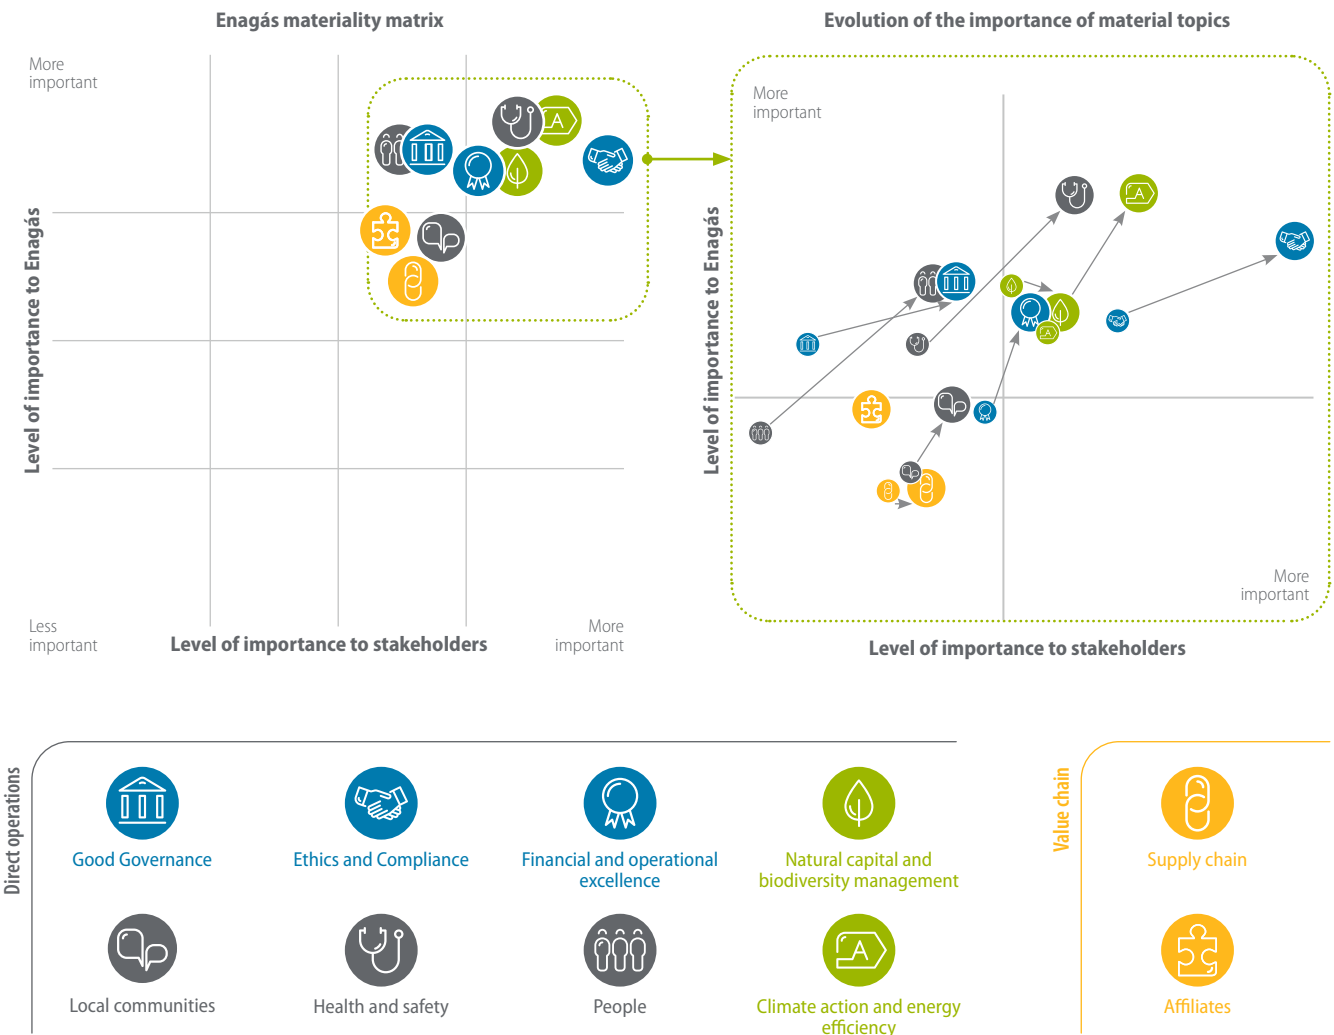 Enagás materiality matrix
More
important
Level of importance to Enagás
Less
important
Level of importance to stakeholders
More
important
Evolution of the importance of material topics
More
important
Level of importance to Enagás
More
important
Level of importance to stakeholders
Direct operations
Good Governance
Ethics and Compliance
Financial and operational
excellence
Natural capital and
biodiversity management
Local communities
Health and safety
People
Climate action and energy
efficiency
Value chain
Supply chain
Affiliates
A
A
A
A